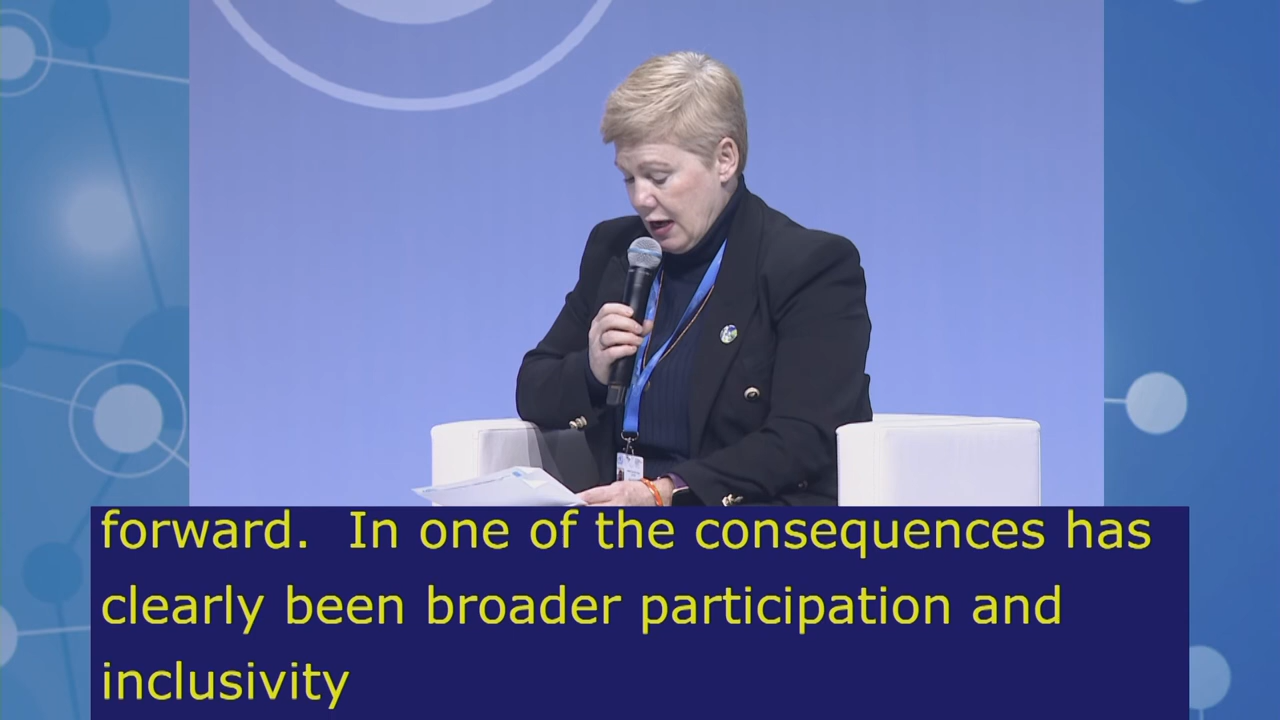 forward.  In one of the consequences has
clearly been broader participation and
inclusivity